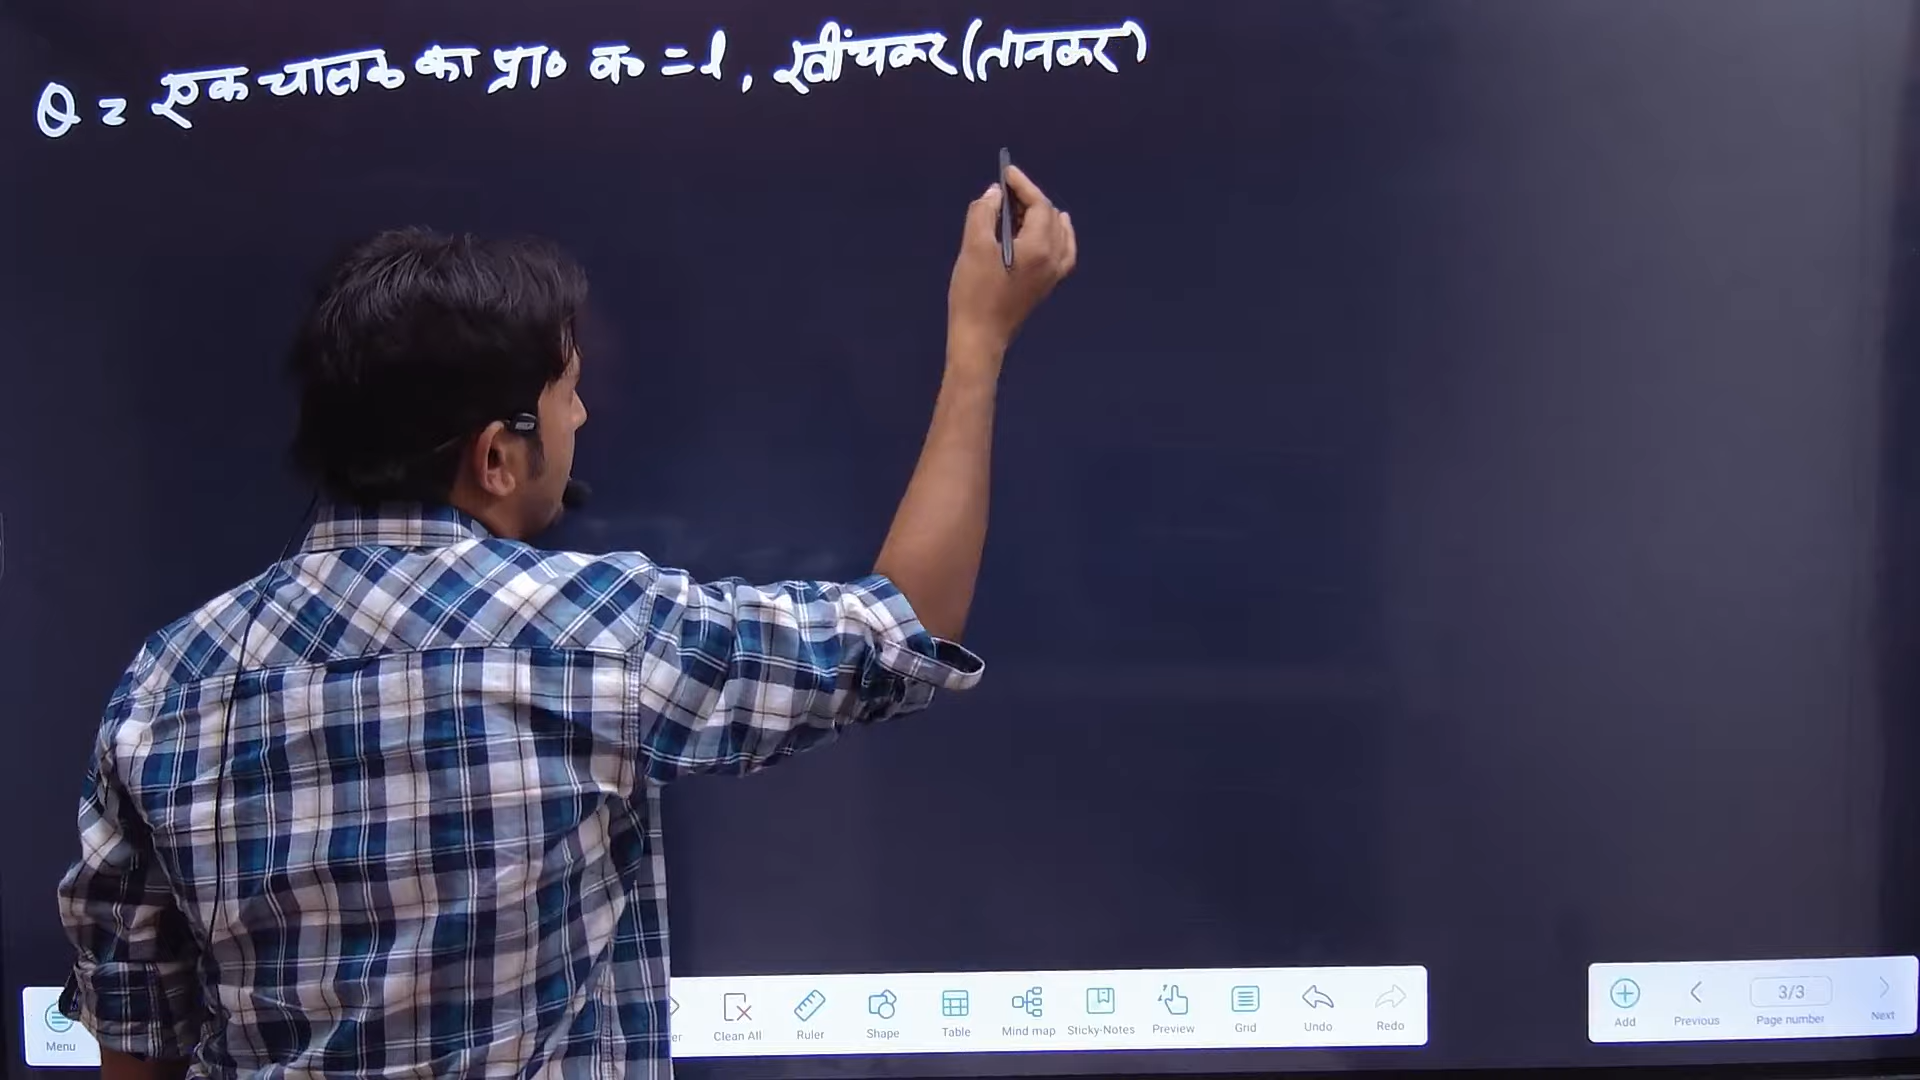 Q = एक चालक का प्रा० क = l, खींचकर (तानकर)
Menu
Clean All
Ruler
Shape
Table
Mind map
Sticky-Notes
Preview
Grid
Undo
Redo
Add
Previous
3/3
Page number
Next